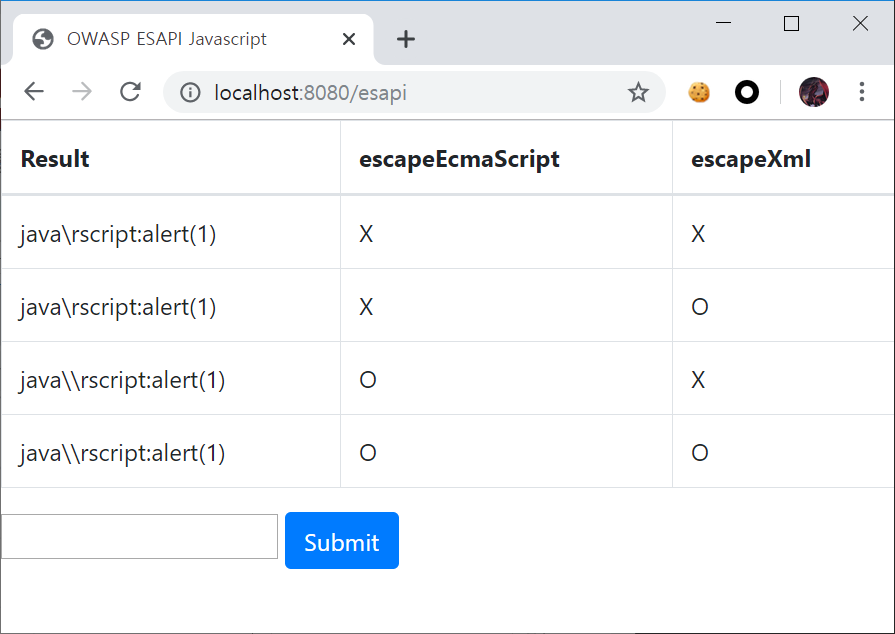 OWASP ESAPI Javascript
localhost:8080/esapi
Result escapeEcmaScript escapeXml
java\rscript:alert(1) X X
java\rscript:alert(1) X O
java\\rscript:alert(1) O X
java\\rscript:alert(1) O O
Submit